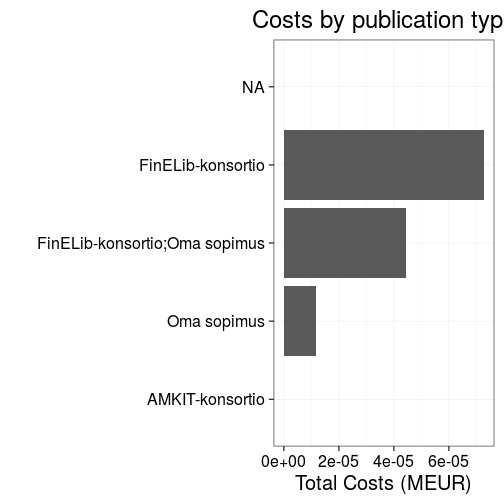 Costs by publication typ
NA
FinELib-konsortio
FinELib-konsortio;Oma sopimus
Oma sopimus
AMKIT-konsortio
0e+00 2e-05 4e-05 6e-05
Total Costs (MEUR)